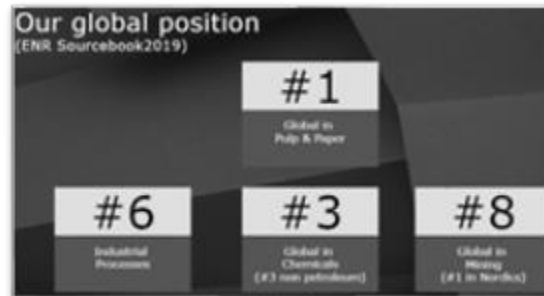 Our global position
(ENR Sourcebook2019)
#1
Global in
Pulp & Paper
#6
Industrial
Processes
#3
Global in
Chemicals
(#3 non petroleum)
#8
Global in
Mining
(#1 in Nordics)